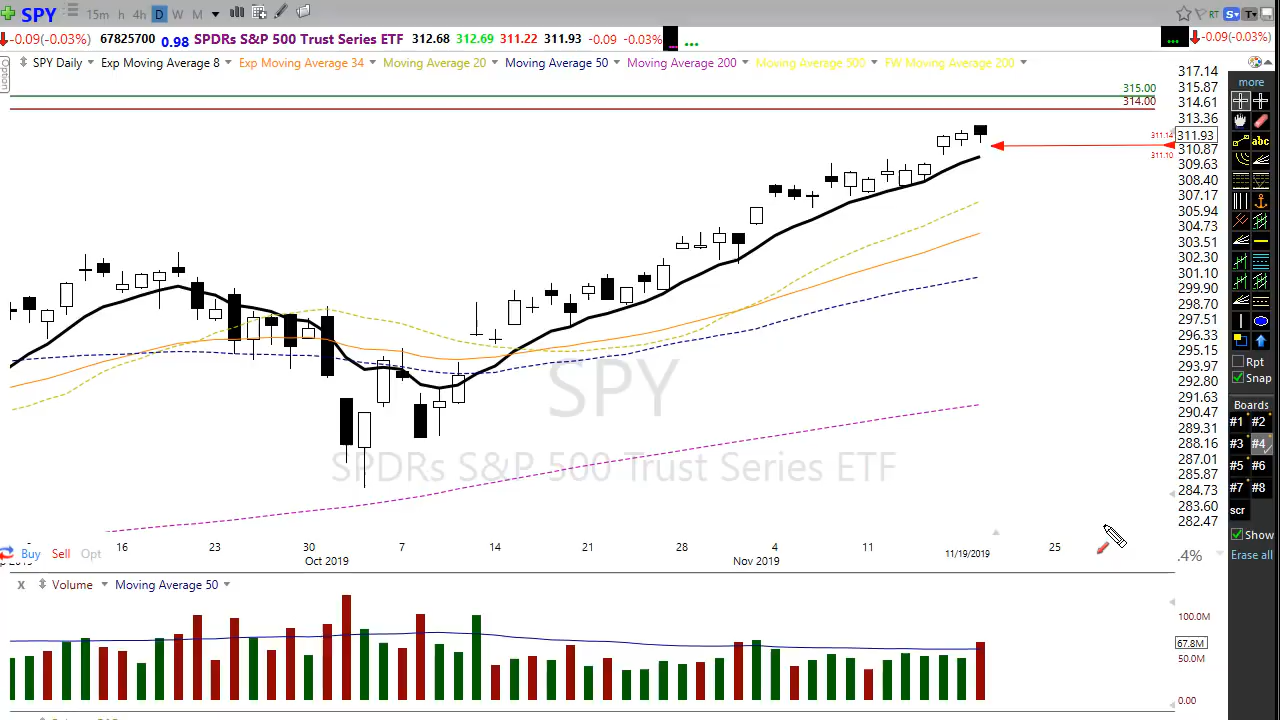 SPY 15m h 4h D W M RT S T
-0.09(-0.03%) 67825700 0.98 SPDRs S&P 500 Trust Series ETF 312.68 312.69 311.22 311.93 -0.09 -0.03% ... ... -0.09(-0.03%)
SPY Daily Exp Moving Average 8 Exp Moving Average 34 Moving Average 20 Moving Average 50 Moving Average 200 Moving Average 500 FW Moving Average 200
Option
315.00
314.00
311.14
311.10
317.14
315.87
314.61
313.36
311.93
310.87
309.63
308.40
307.17
305.94
304.73
303.51
302.30
301.10
299.90
298.70
297.51
296.33
295.15
293.97
292.80
291.63
290.47
289.31
288.16
287.01
285.87
284.73
283.60
282.47
SPY
SPDRs S&P 500 Trust Series ETF
more
abc
Rpt
Snap
Boards
#1 #2
#3 #4
#5 #6
#7 #8
scr
Show
Erase all
16 23 30 7 14 21 28 4 11 25
Buy Sell Opt
Oct 2019 Nov 2019 11/19/2019
.4%
X Volume Moving Average 50
100.0M
67.8M
50.0M
0.00